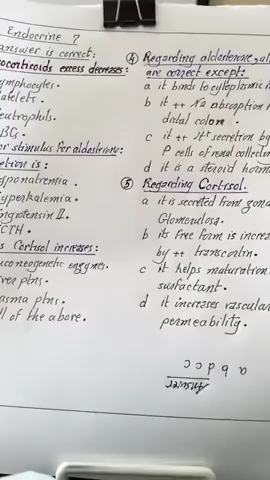 Endocrine 7
answer is correct:
ocorticoids excess decreases:
ymphocytes.
atelets.
eutrophils.
BG.
or stimulus for aldosterone:
etion is:
yponatremia.
yperkalemia.
ngiotensin II.
CTH.
s Cortisol increases:
uconeogenetic enzymes.
ver ptns.
asma ptns.
ll of the above.
④ Regarding aldosterone, al
are correct except:
a it binds to cytoplasmic
b it ++ Na absorption
datal colon.
c it ++ H+ secretion by
P cells of renal collectin
d it is a steroid horm
⑤ Regarding Cortisol.
a it is secreted from zona
Glomerulosa.
b its free form is increa
by ++ transcortin.
c it helps maturation
surfactant.
d it increases vascular
permeability.
Answer
a b d c c